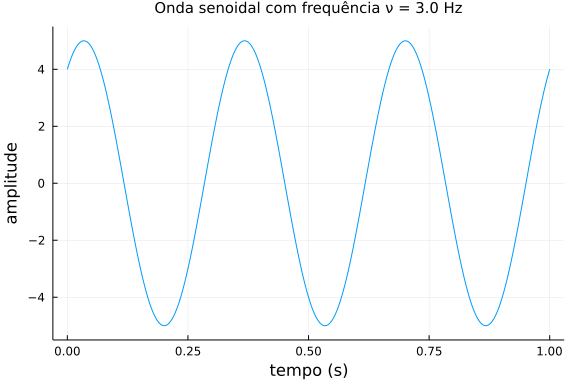 Onda senoidal com frequência ν = 3.0 Hz
amplitude
4
2
0
−2
−4
0.00 0.25 0.50 0.75 1.00
tempo (s)